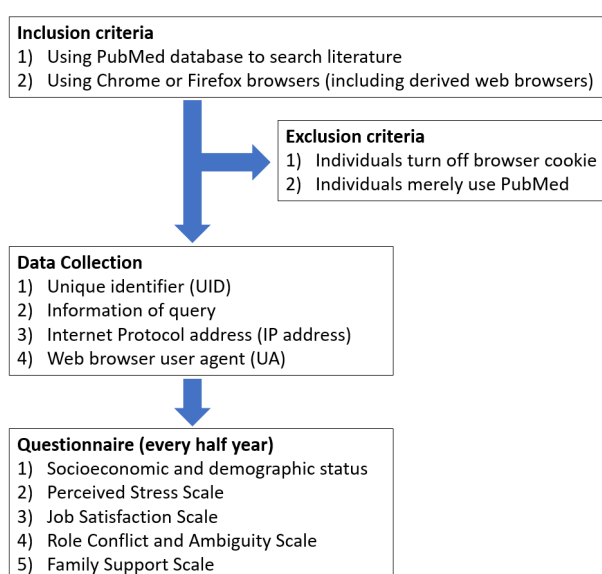 Inclusion criteria
1) Using PubMed database to search literature
2) Using Chrome or Firefox browsers (including derived web browsers)
Exclusion criteria
1) Individuals turn off browser cookie
2) Individuals merely use PubMed
Data Collection
1) Unique identifier (UID)
2) Information of query
3) Internet Protocol address (IP address)
4) Web browser user agent (UA)
Questionnaire (every half year)
1) Socioeconomic and demographic status
2) Perceived Stress Scale
3) Job Satisfaction Scale
4) Role Conflict and Ambiguity Scale
5) Family Support Scale